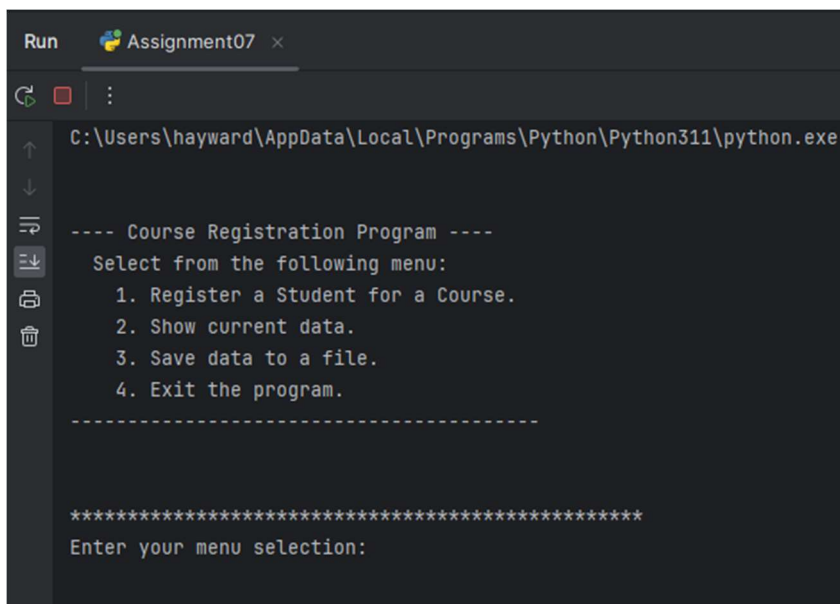 Run Assignment07
C:\Users\hayward\AppData\Local\Programs\Python\Python311\python.exe
---- Course Registration Program ----
Select from the following menu:
1. Register a Student for a Course.
2. Show current data.
3. Save data to a file.
4. Exit the program.
-----------------------------------------
**************************************************
Enter your menu selection: